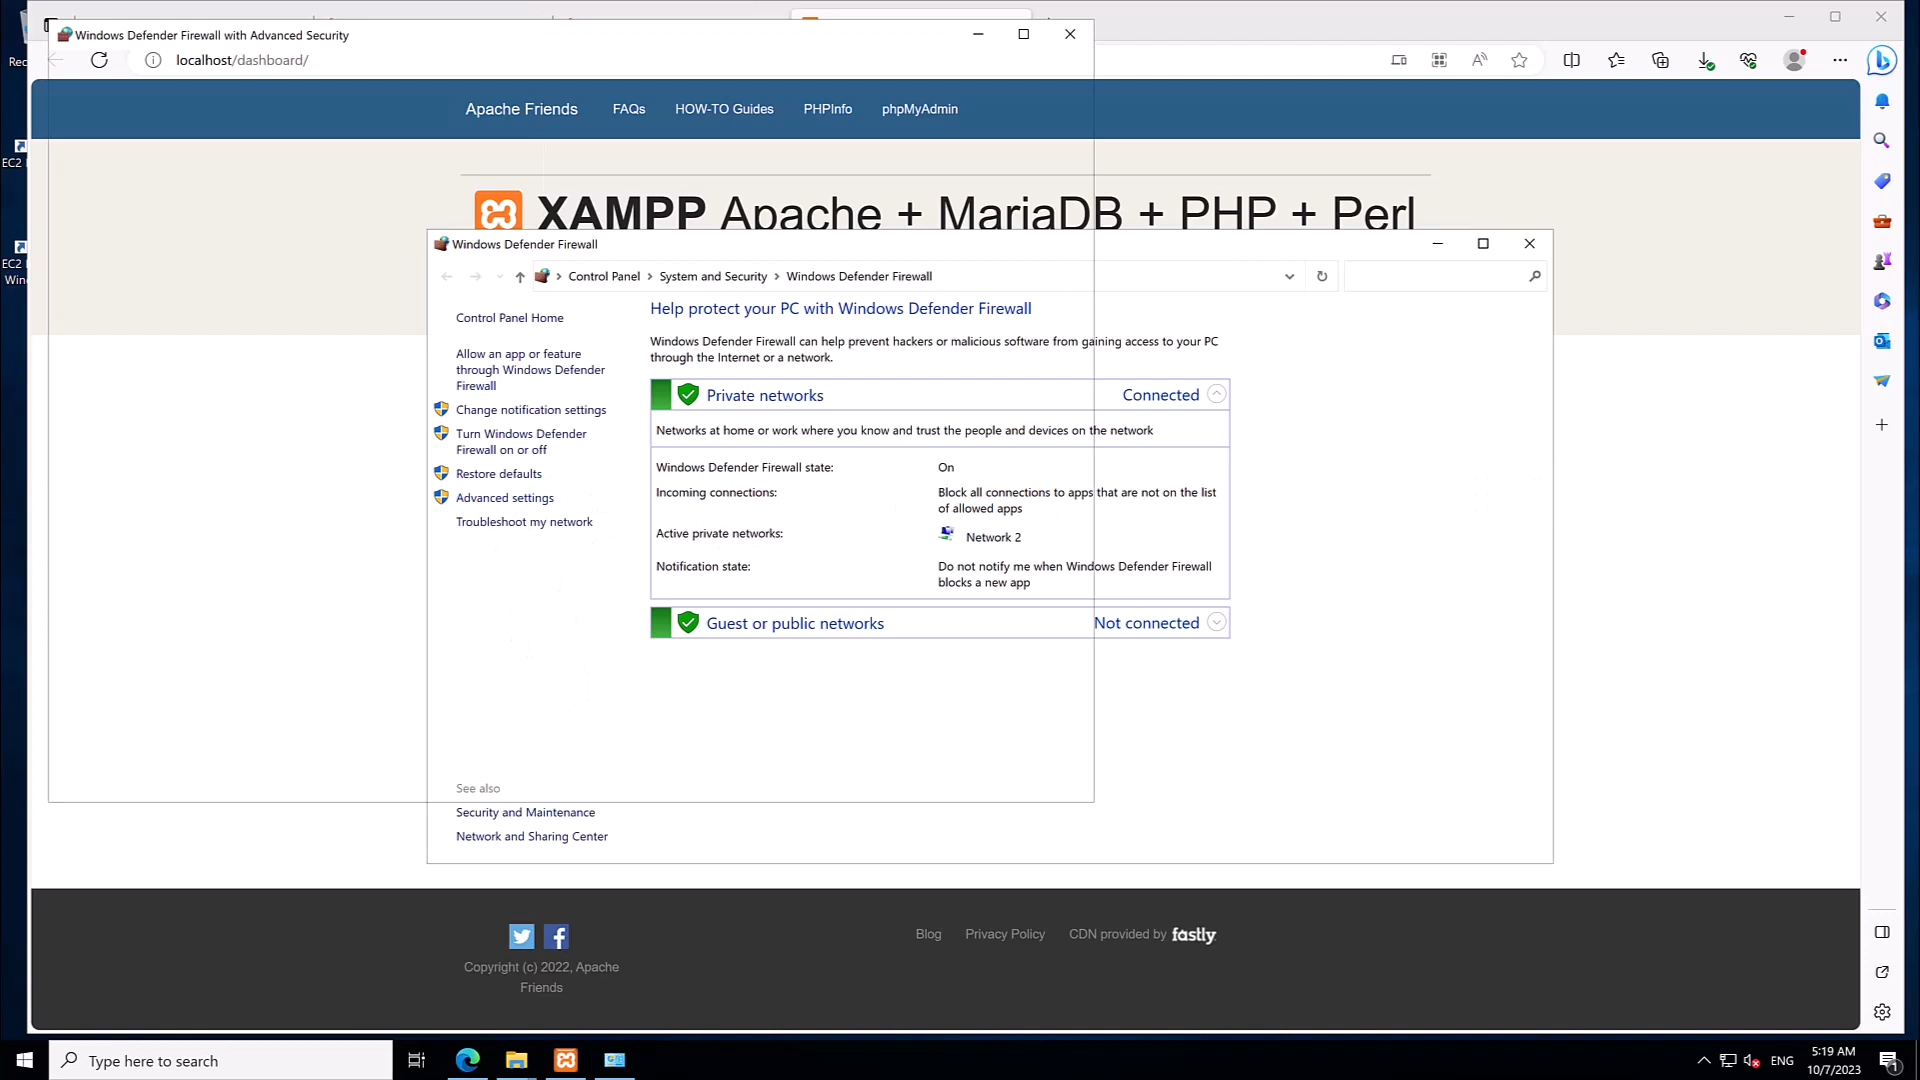 Windows Defender Firewall with Advanced Security
localhost/dashboard/
Apache Friends
FAQs
HOW-TO Guides
PHPInfo
phpMyAdmin
XAMPP Apache + MariaDB + PHP + Perl
Windows Defender Firewall
Control Panel
System and Security
Windows Defender Firewall
Control Panel Home
Allow an app or feature
through Windows Defender
Firewall
Change notification settings
Turn Windows Defender
Firewall on or off
Restore defaults
Advanced settings
Troubleshoot my network
Help protect your PC with Windows Defender Firewall
Windows Defender Firewall can help prevent hackers or malicious software from gaining access to your PC
through the Internet or a network.
Private networks
Connected
Networks at home or work where you know and trust the people and devices on the network
Windows Defender Firewall state:
On
Incoming connections:
Block all connections to apps that are not on the list
of allowed apps
Active private networks:
Network 2
Notification state:
Do not notify me when Windows Defender Firewall
blocks a new app
Guest or public networks
Not connected
See also
Security and Maintenance
Network and Sharing Center
Rec
EC2
EC2
Win
Blog
Privacy Policy
CDN provided by fastly
Copyright (c) 2022, Apache
Friends
Type here to search
ENG
5:19 AM
10/7/2023
1